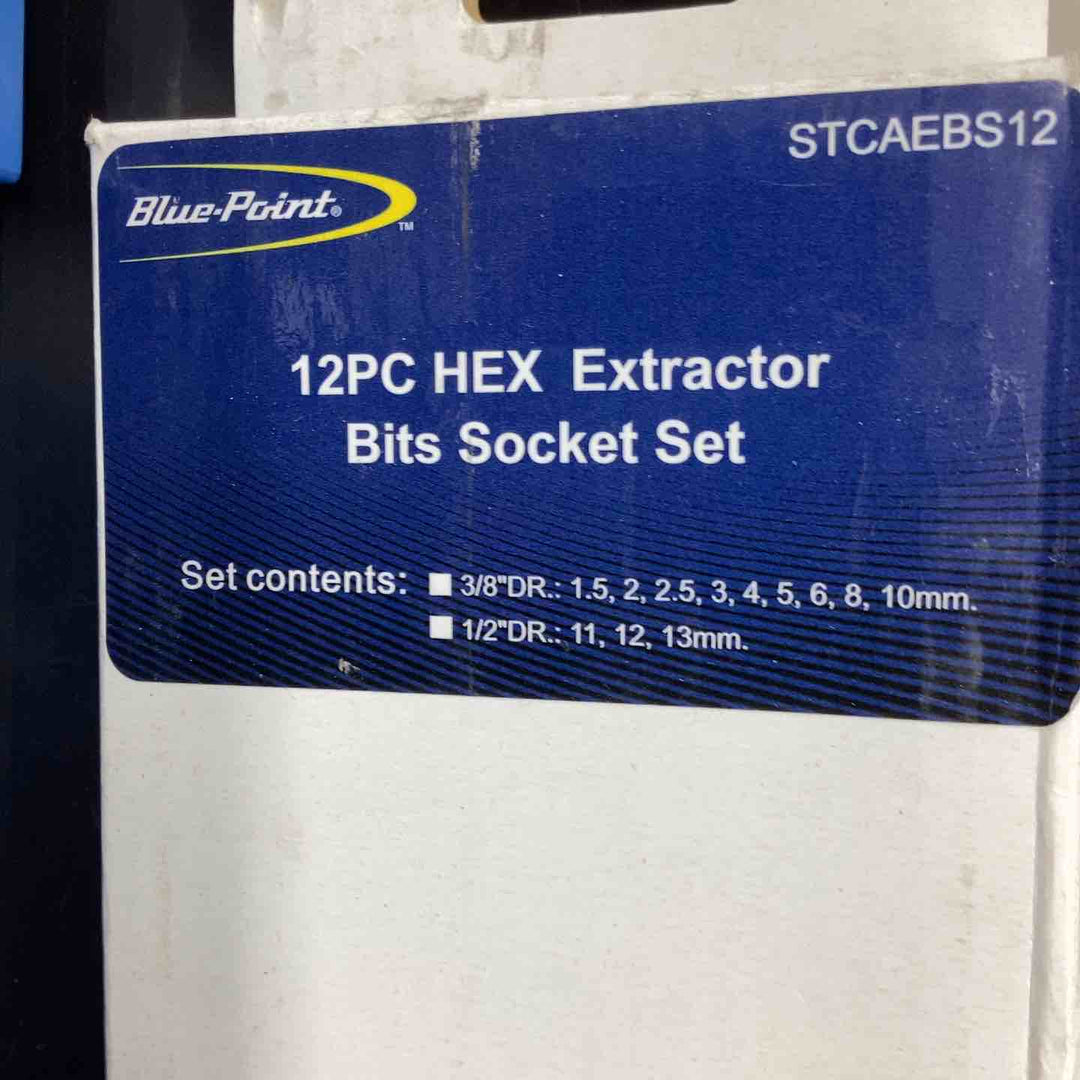 STCAEBS12
Blue-Point® ™
12PC HEX Extractor
Bits Socket Set
Set contents: ■ 3/8"DR.: 1.5, 2, 2.5, 3, 4, 5, 6, 8, 10mm.
■ 1/2"DR.: 11, 12, 13mm.